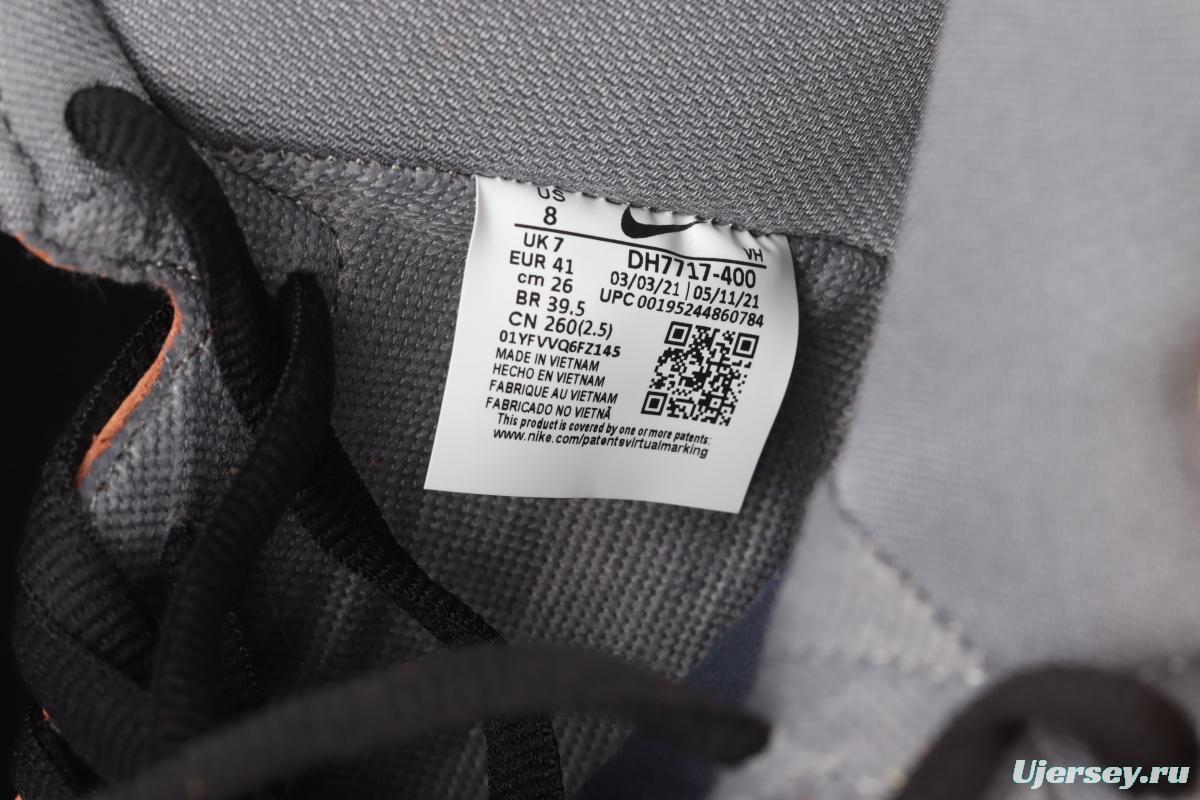 US
8
VH
UK 7
DH7717-400
EUR 41
03/03/21 | 05/11/21
cm 26
UPC 00195244860784
BR 39.5
CN 260(2.5)
01YFVVQ6FZ145
MADE IN VIETNAM
HECHO EN VIETNAM
FABRIQUE AU VIETNAM
FABRICADO NO VIETNÃ
This product is covered by one or more patents:
www.nike.com/patentsvirtualmarking
Ujersey.ru